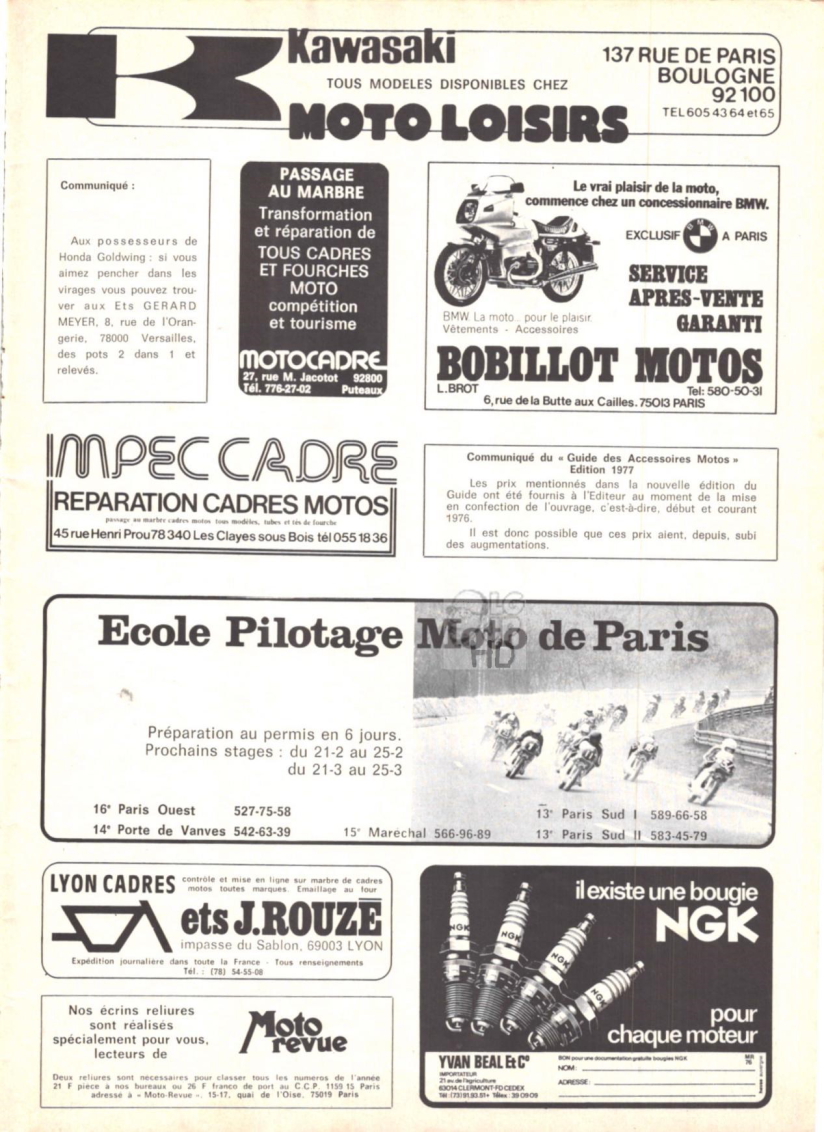 Kawasaki
TOUS MODELES DISPONIBLES CHEZ
MOTO LOISIRS
137 RUE DE PARIS
BOULOGNE
92100
TEL 605 43 64 et 65
Communiqué :
Aux possesseurs de
Honda Goldwing : si vous
aimez pencher dans les
virages vous pouvez trou-
ver aux Ets GERARD
MEYER, 8, rue de l'Oran-
gerie, 78000 Versailles,
des pots 2 dans 1 et
relevés.
PASSAGE
AU MARBRE
Transformation
et réparation de
TOUS CADRES
ET FOURCHES
MOTO
compétition
et tourisme
MOTOCADRE
27, rue M. Jacotot 92800
Tél. 776-27-02 Puteaux
Le vrai plaisir de la moto,
commence chez un concessionnaire BMW.
EXCLUSIF BMW A PARIS
SERVICE
APRES-VENTE
GARANTI
BMW. La moto.. pour le plaisir.
Vêtements - Accessoires
BOBILLOT MOTOS
L.BROT Tel: 580-50-31
6, rue de la Butte aux Cailles. 75013 PARIS
IMPEC CADRE
REPARATION CADRES MOTOS
passage au marbre cadres motos tous modèles, tubes et tés de fourche
45 rue Henri Prou 78340 Les Clayes sous Bois tél 055 18 36
Communiqué du « Guide des Accessoires Motos »
Edition 1977
Les prix mentionnés dans la nouvelle édition du
Guide ont été fournis à l'Editeur au moment de la mise
en confection de l'ouvrage, c'est-à-dire, début et courant
1976.
Il est donc possible que ces prix aient, depuis, subi
des augmentations.
Ecole Pilotage Moto de Paris
Préparation au permis en 6 jours.
Prochains stages : du 21-2 au 25-2
du 21-3 au 25-3
16e Paris Ouest 527-75-58
14e Porte de Vanves 542-63-39
15e Maréchal 566-96-89
13e Paris Sud I 589-66-58
13e Paris Sud II 583-45-79
LYON CADRES
contrôle et mise en ligne sur marbre de cadres
motos toutes marques. Emaillage au four
ets J.ROUZÉ
impasse du Sablon, 69003 LYON
Expédition journalière dans toute la France - Tous renseignements
Tél. : (78) 54-55-08
il existe une bougie
NGK
NGK
NGK
NGK
NGK
pour
chaque moteur
YVAN BEAL & Co
IMPORTATEUR
21 av. de l'agriculture
63014 CLERMONT-FD CEDEX
Tél: (73) 91.93.51+ Télex: 39 09 09
BON pour une documentation gratuite bougies NGK
MR
76
NOM:
ADRESSE:
Nos écrins reliures
sont réalisés
spécialement pour vous,
lecteurs de
Moto
revue
Deux reliures sont nécessaires pour classer tous les numeros de l'année
21 F pièce à nos bureaux ou 26 F franco de port au C.C.P. 1159 15 Paris
adressé à « Moto-Revue », 15-17, quai de l'Oise, 75019 Paris